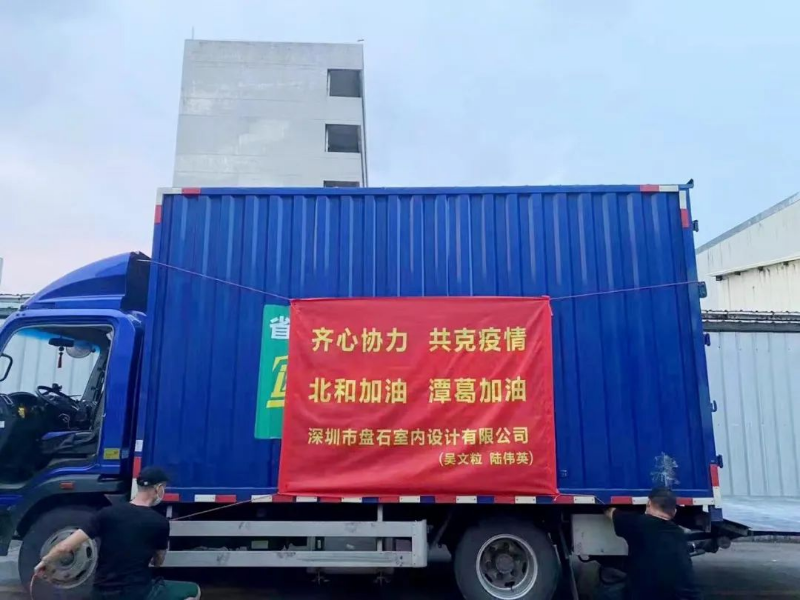 省
齐心协力 共克疫情
北和加油 潭葛加油
深圳市盘石室内设计有限公司
(吴文粒 陆伟英)